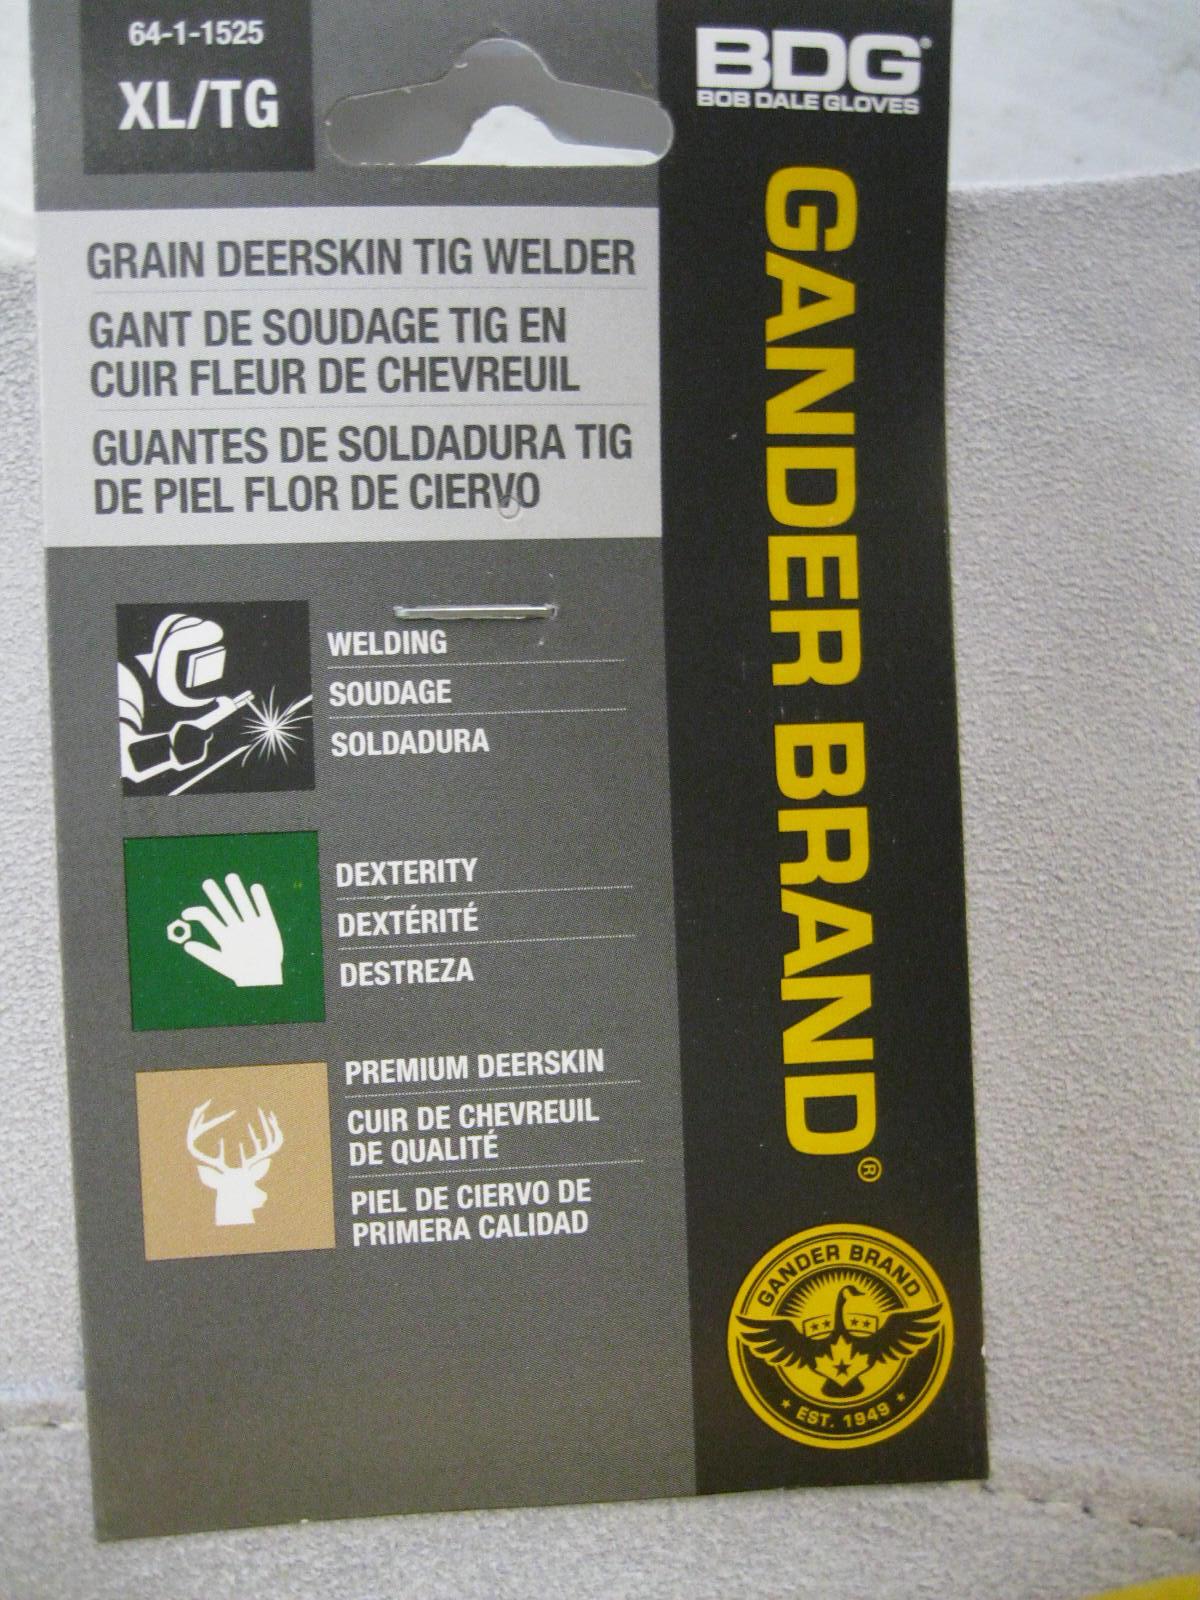 64-1-1525
XL/TG
BDG®
BOB DALE GLOVES
GRAIN DEERSKIN TIG WELDER
GANT DE SOUDAGE TIG EN
CUIR FLEUR DE CHEVREUIL
GUANTES DE SOLDADURA TIG
DE PIEL FLOR DE CIERVO
WELDING
SOUDAGE
SOLDADURA
DEXTERITY
DEXTÉRITÉ
DESTREZA
PREMIUM DEERSKIN
CUIR DE CHEVREUIL
DE QUALITÉ
PIEL DE CIERVO DE
PRIMERA CALIDAD
GANDER BRAND®
GANDER BRAND
EST. 1949